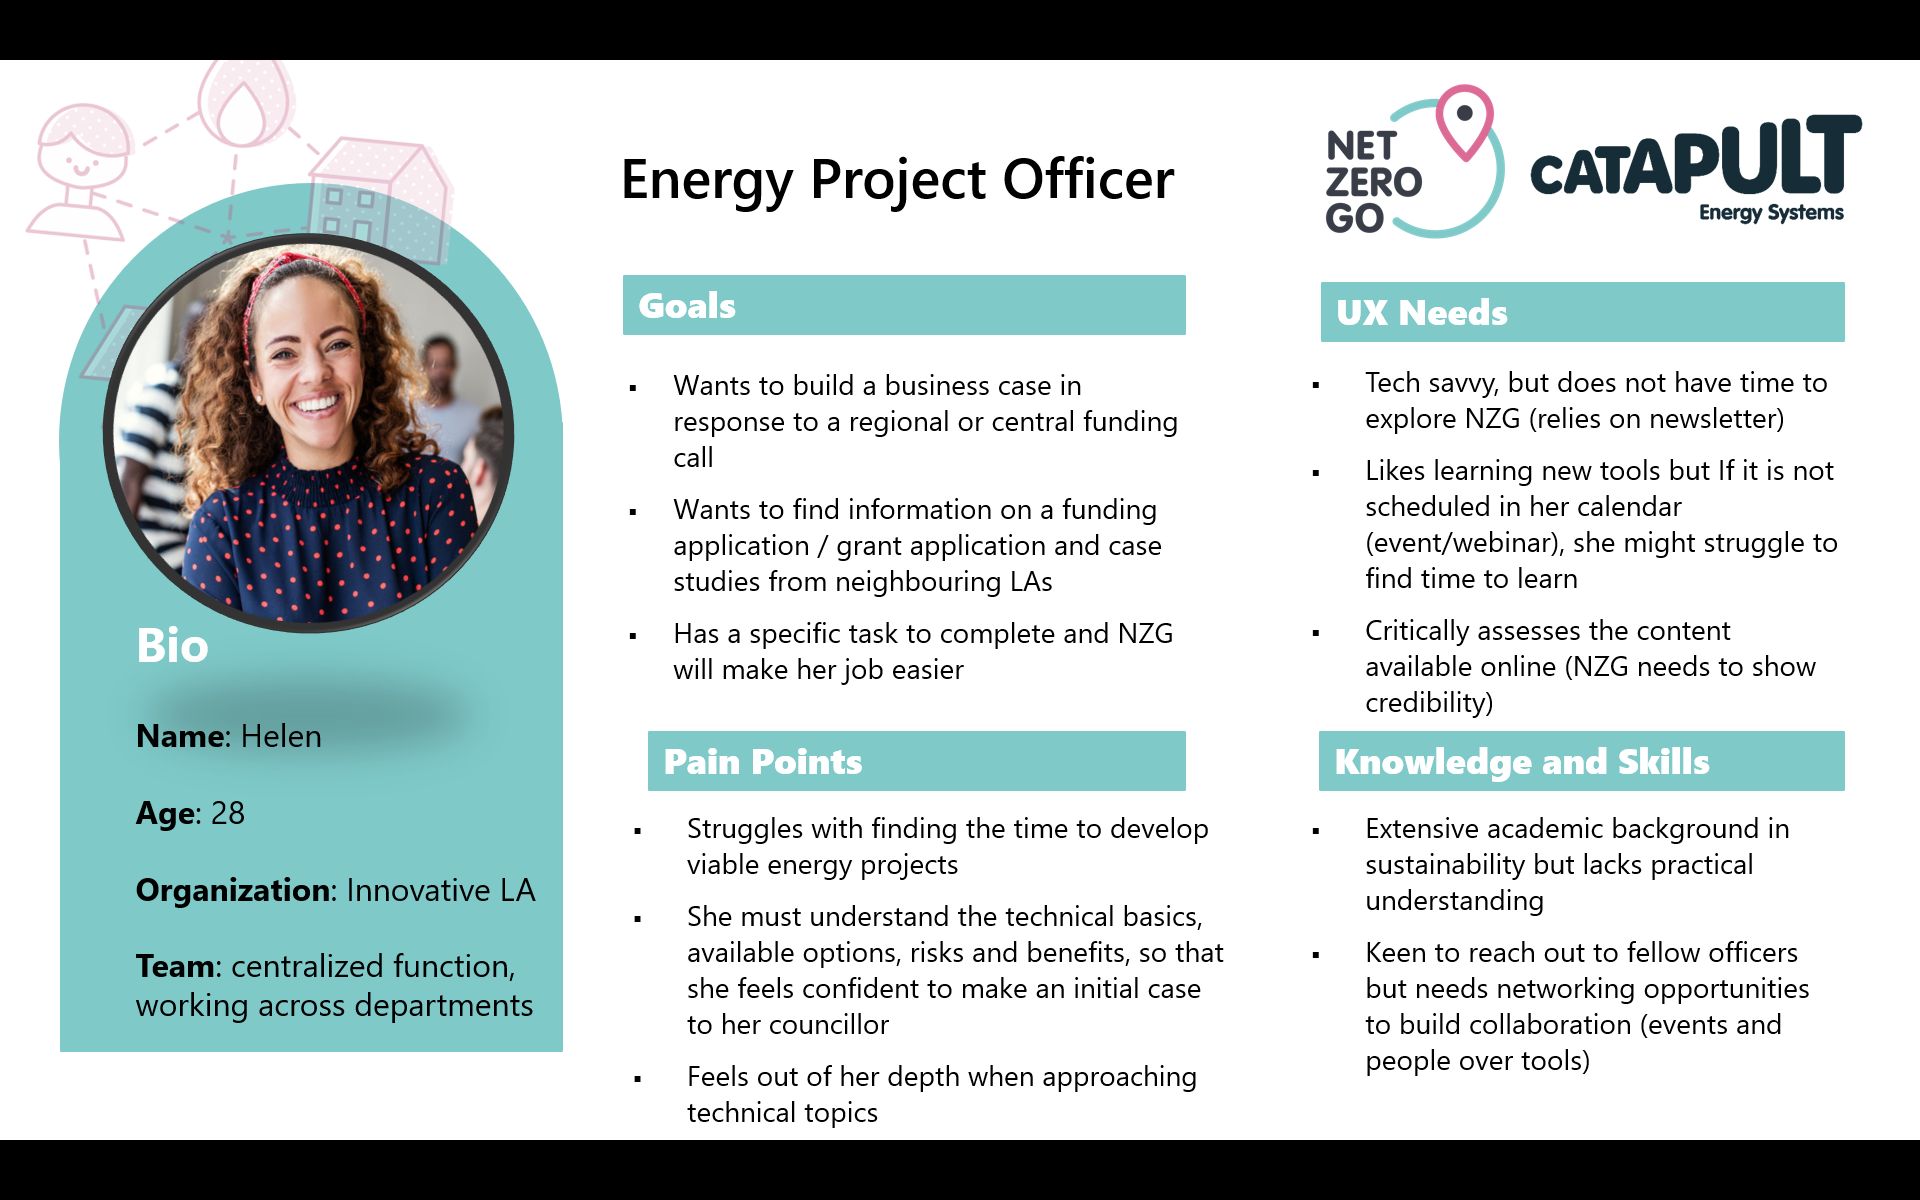 Energy Project Officer
NET
ZERO
GO
CATAPULT
Energy Systems
Bio
Name: Helen
Age: 28
Organization: Innovative LA
Team: centralized function,
working across departments
Goals
▪ Wants to build a business case in
response to a regional or central funding
call
▪ Wants to find information on a funding
application / grant application and case
studies from neighbouring LAs
▪ Has a specific task to complete and NZG
will make her job easier
Pain Points
▪ Struggles with finding the time to develop
viable energy projects
▪ She must understand the technical basics,
available options, risks and benefits, so that
she feels confident to make an initial case
to her councillor
▪ Feels out of her depth when approaching
technical topics
UX Needs
▪ Tech savvy, but does not have time to
explore NZG (relies on newsletter)
▪ Likes learning new tools but If it is not
scheduled in her calendar
(event/webinar), she might struggle to
find time to learn
▪ Critically assesses the content
available online (NZG needs to show
credibility)
Knowledge and Skills
▪ Extensive academic background in
sustainability but lacks practical
understanding
▪ Keen to reach out to fellow officers
but needs networking opportunities
to build collaboration (events and
people over tools)